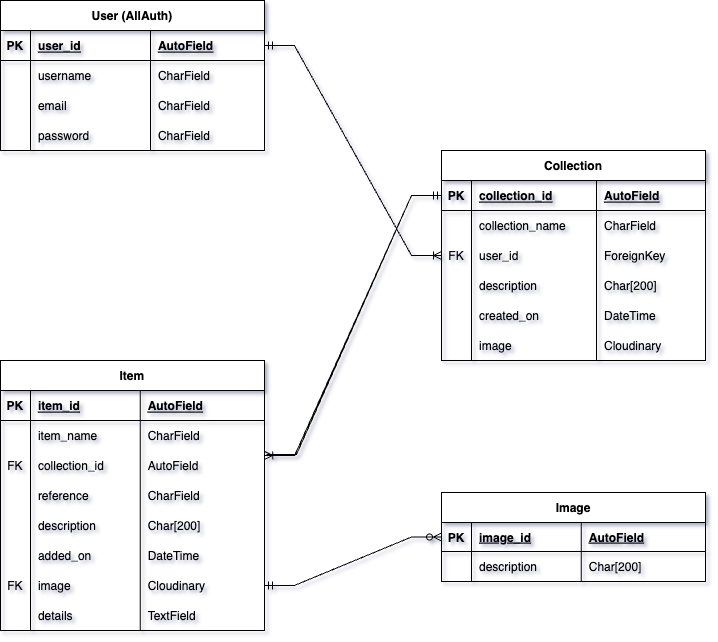 User (AllAuth)
PK user_id AutoField
username CharField
email CharField
password CharField
Collection
PK collection_id AutoField
collection_name CharField
FK user_id ForeignKey
description Char[200]
created_on DateTime
image Cloudinary
Item
PK item_id AutoField
item_name CharField
FK collection_id AutoField
reference CharField
description Char[200]
added_on DateTime
FK image Cloudinary
details TextField
Image
PK image_id AutoField
description Char[200]